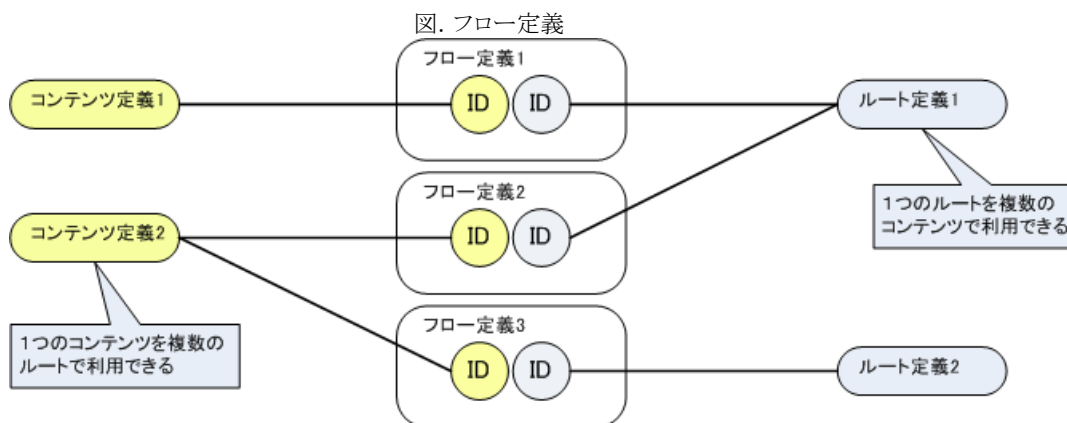 図. フロー定義
フロー定義1
コンテンツ定義1
ID
ID
ルート定義1
フロー定義2
コンテンツ定義2
ID
ID
1つのルートを複数の
コンテンツで利用できる
フロー定義3
1つのコンテンツを複数の
ルートで利用できる
ID
ID
ルート定義2